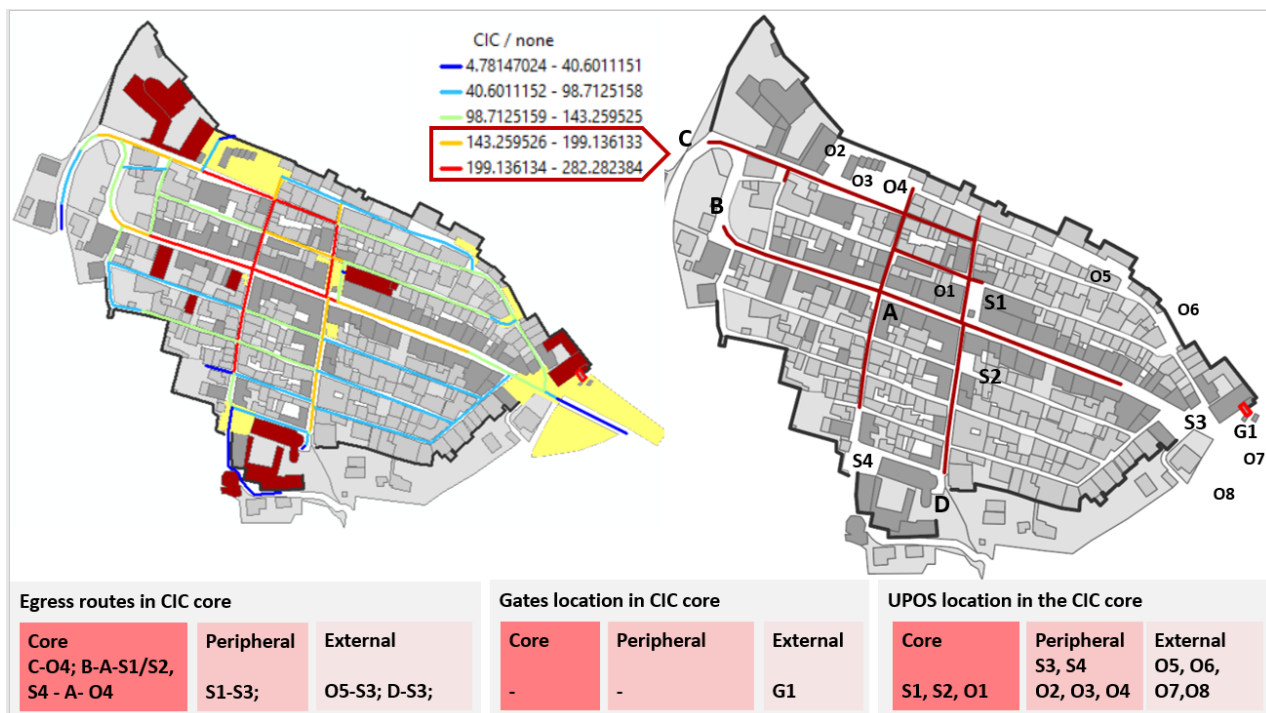 CIC / none
4.78147024 - 40.6011151
40.6011152 - 98.7125158
98.7125159 - 143.259525
143.259526 - 199.136133
199.136134 - 282.282384
C
O2
O3
O4
B
O5
O1
S1
O6
A
S2
S3
G1
S4
O7
O8
D
Egress routes in CIC core
Core
C-O4; B-A-S1/S2,
S4 - A- O4
Peripheral
S1-S3;
External
O5-S3; D-S3;
Gates location in CIC core
Core
-
Peripheral
-
External
G1
UPOS location in the CIC core
Core
S1, S2, O1
Peripheral
S3, S4
O2, O3, O4
External
O5, O6,
O7,O8